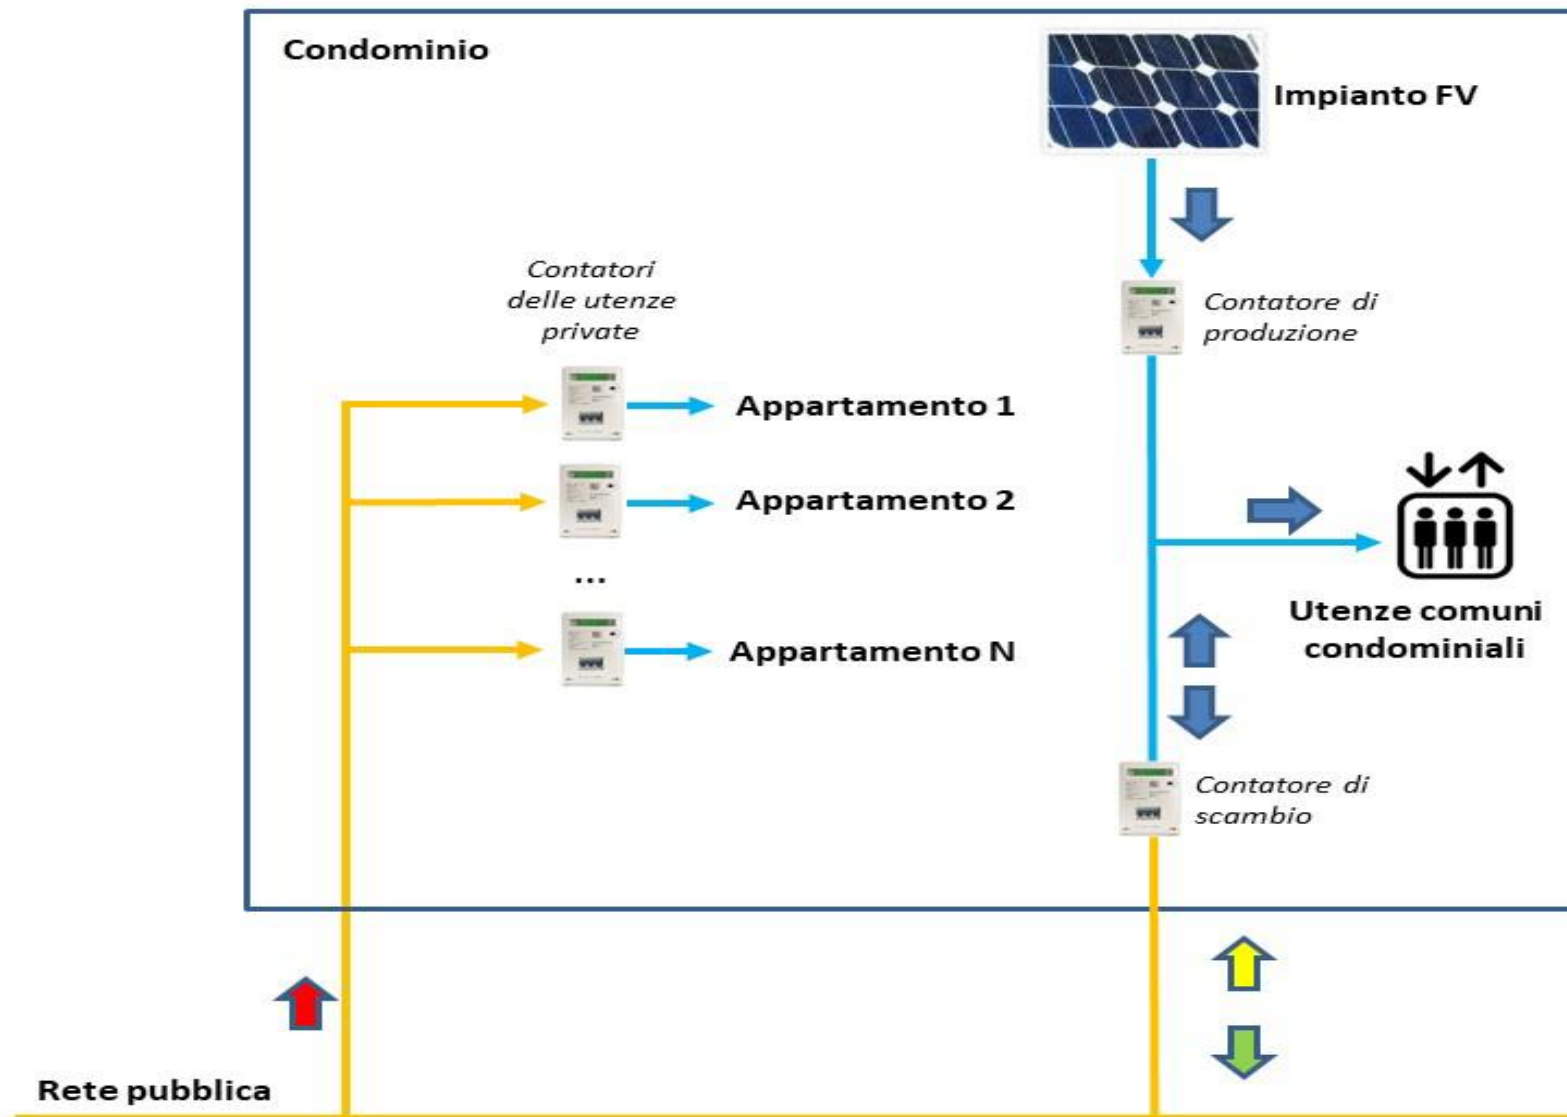 Condominio
Impianto FV
Contatori
delle utenze
private
Contatore di
produzione
Appartamento 1
Appartamento 2
...
Appartamento N
Utenze comuni
condominiali
Contatore di
scambio
Rete pubblica